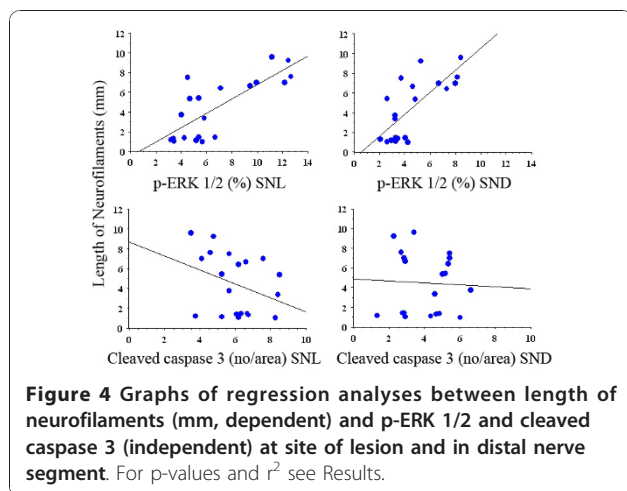 Length of Neurofilaments (mm)
12
10
8
6
4
2
0
0 2 4 6 8 10 12 14
p-ERK 1/2 (%) SNL
12
10
8
6
4
2
0
0 2 4 6 8 10 12
p-ERK 1/2 (%) SND
12
10
8
6
4
2
0
0 2 4 6 8 10
Cleaved caspase 3 (no/area) SNL
12
10
8
6
4
2
0
0 2 4 6 8 10
Cleaved caspase 3 (no/area) SND
Figure 4 Graphs of regression analyses between length of
neurofilaments (mm, dependent) and p-ERK 1/2 and cleaved
caspase 3 (independent) at site of lesion and in distal nerve
segment. For p-values and r² see Results.